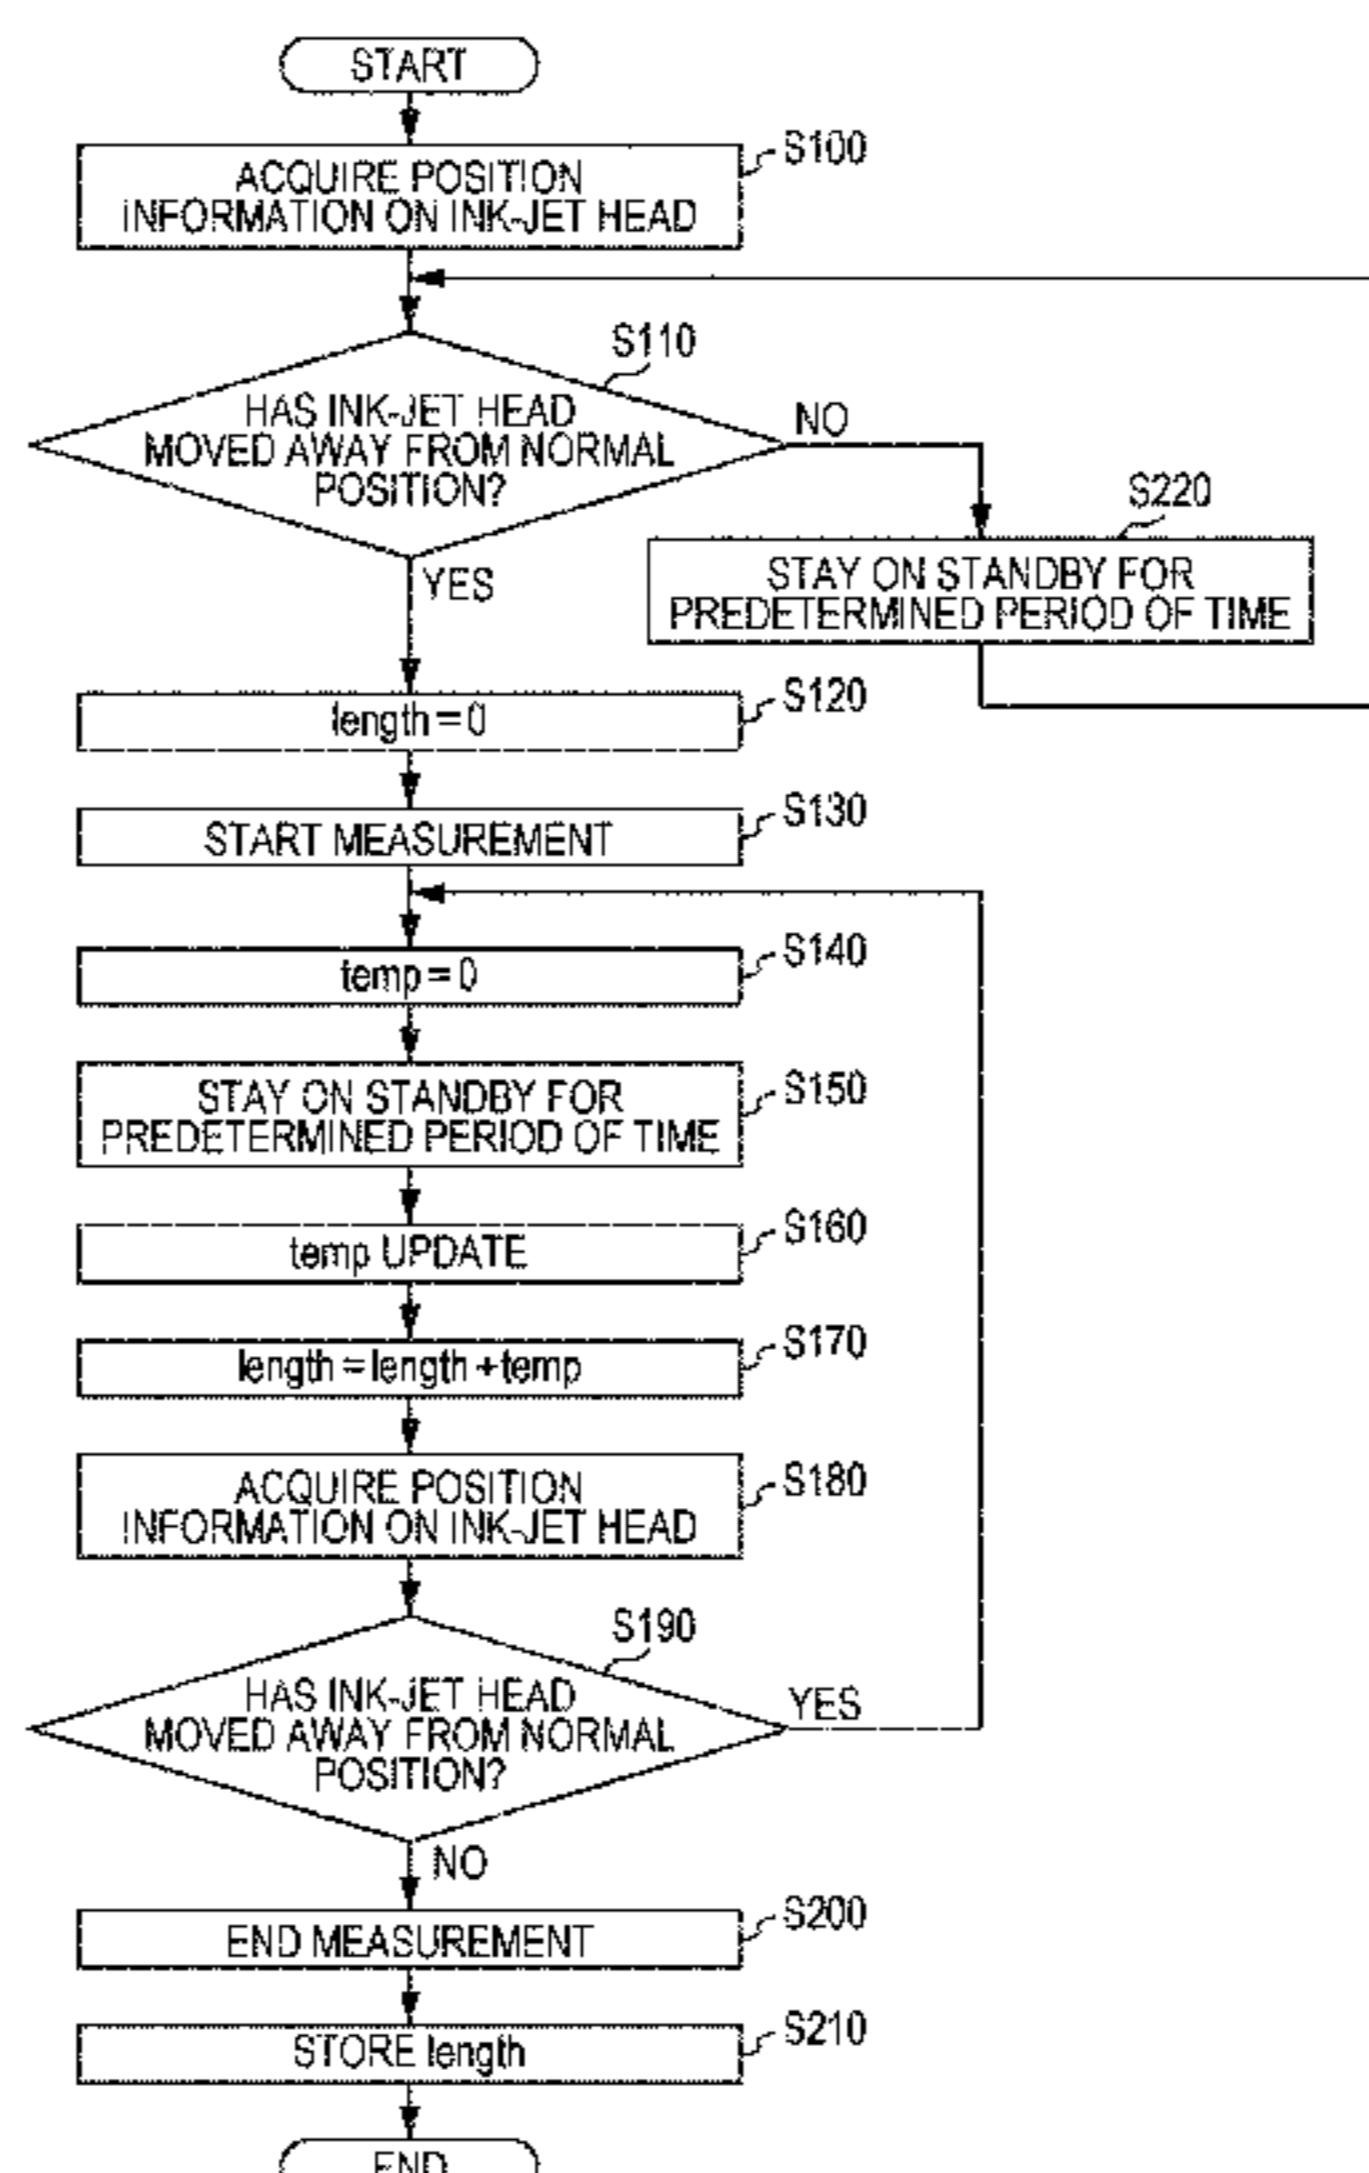 START
S100
ACQUIRE POSITION
INFORMATION ON INK-JET HEAD
S110
HAS INK-JET HEAD
MOVED AWAY FROM NORMAL
POSITION?
NO
YES
S220
STAY ON STANDBY FOR
PREDETERMINED PERIOD OF TIME
S120
length = 0
S130
START MEASUREMENT
S140
temp = 0
S150
STAY ON STANDBY FOR
PREDETERMINED PERIOD OF TIME
S160
temp UPDATE
S170
length = length + temp
S180
ACQUIRE POSITION
INFORMATION ON INK-JET HEAD
S190
HAS INK-JET HEAD
MOVED AWAY FROM NORMAL
POSITION?
YES
NO
S200
END MEASUREMENT
S210
STORE length
END